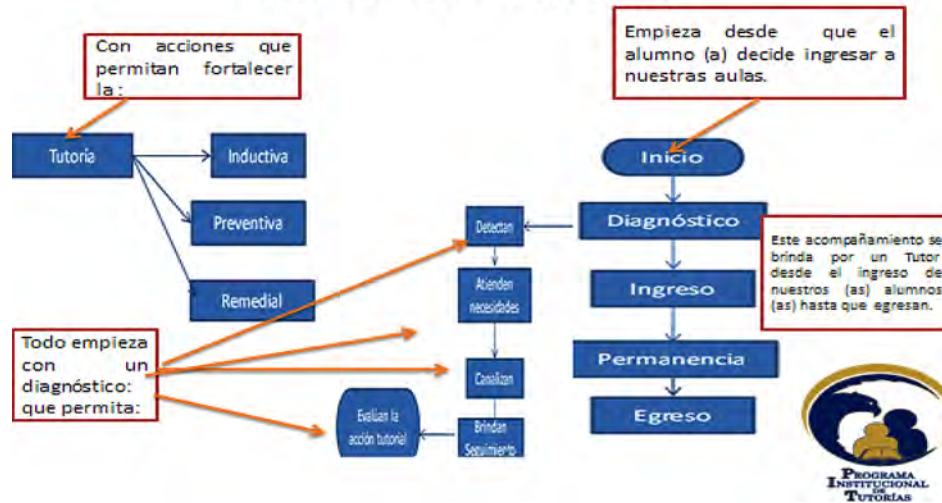 Con acciones que
permitan fortalecer
la:
Empieza desde que el
alumno (a) decide ingresar a
nuestras aulas.
Tutoría
Inductiva
Preventiva
Remedial
Inicio
Diagnóstico
Ingreso
Permanencia
Egreso
Detectan
Atienden
necesidades
Canalizan
Brindan
Seguimiento
Evalúan la
acción tutorial
Este acompañamiento se
brinda por un Tutor
desde el ingreso de
nuestros (as) alumnos
(as) hasta que egresan.
Todo empieza
con un
diagnóstico:
que permita:
PROGRAMA
INSTITUCIONAL
DE
TUTORÍAS